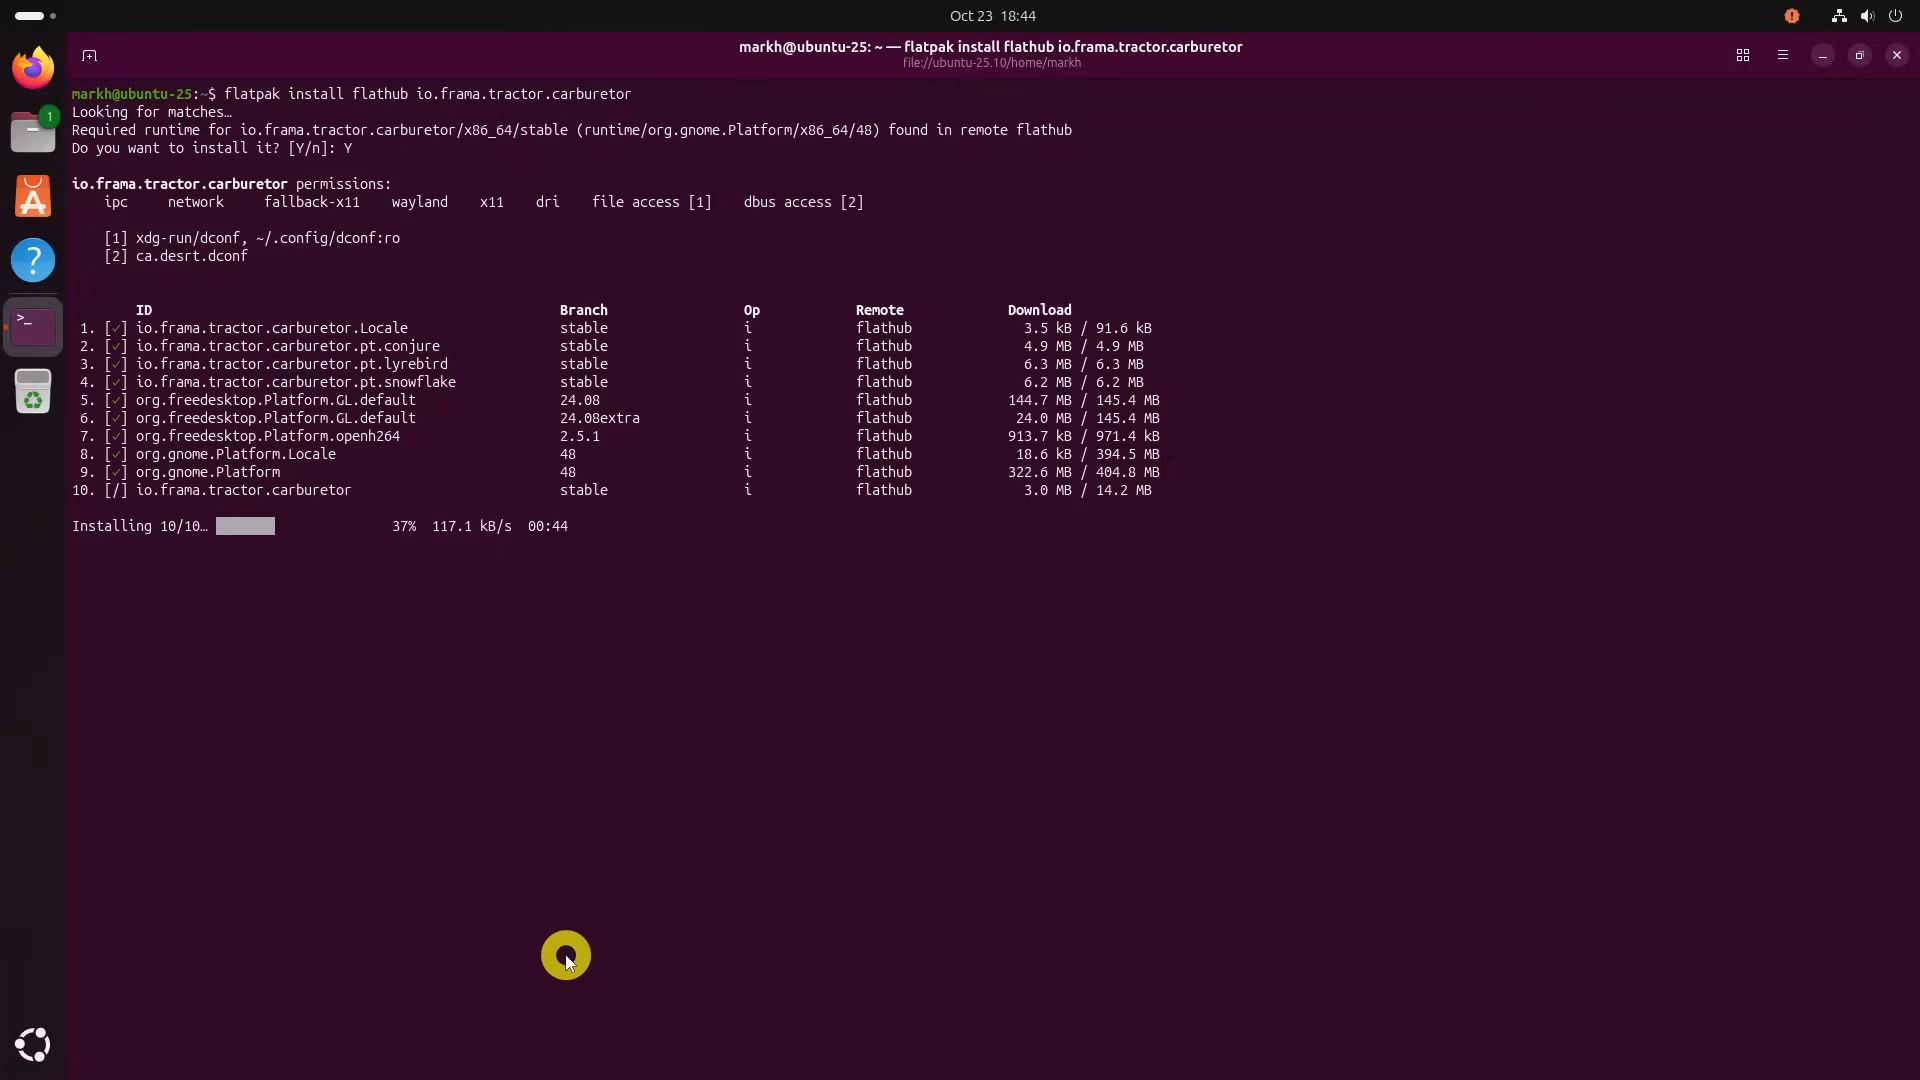 Oct 23 18:44
markh@ubuntu-25: ~ — flatpak install flathub io.frama.tractor.carburetor
file://ubuntu-25.10/home/markh
1
markh@ubuntu-25:~$ flatpak install flathub io.frama.tractor.carburetor
Looking for matches…
Required runtime for io.frama.tractor.carburetor/x86_64/stable (runtime/org.gnome.Platform/x86_64/48) found in remote flathub
Do you want to install it? [Y/n]: Y
io.frama.tractor.carburetor permissions:
ipc network fallback-x11 wayland x11 dri file access [1] dbus access [2]
[1] xdg-run/dconf, ~/.config/dconf:ro
[2] ca.desrt.dconf
ID Branch Op Remote Download
1. [✓] io.frama.tractor.carburetor.Locale stable i flathub 3.5 kB / 91.6 kB
2. [✓] io.frama.tractor.carburetor.pt.conjure stable i flathub 4.9 MB / 4.9 MB
3. [✓] io.frama.tractor.carburetor.pt.lyrebird stable i flathub 6.3 MB / 6.3 MB
4. [✓] io.frama.tractor.carburetor.pt.snowflake stable i flathub 6.2 MB / 6.2 MB
5. [✓] org.freedesktop.Platform.GL.default 24.08 i flathub 144.7 MB / 145.4 MB
6. [✓] org.freedesktop.Platform.GL.default 24.08extra i flathub 24.0 MB / 145.4 MB
7. [✓] org.freedesktop.Platform.openh264 2.5.1 i flathub 913.7 kB / 971.4 kB
8. [✓] org.gnome.Platform.Locale 48 i flathub 18.6 kB / 394.5 MB
9. [✓] org.gnome.Platform 48 i flathub 322.6 MB / 404.8 MB
10. [/] io.frama.tractor.carburetor stable i flathub 3.0 MB / 14.2 MB
Installing 10/10… 37% 117.1 kB/s 00:44